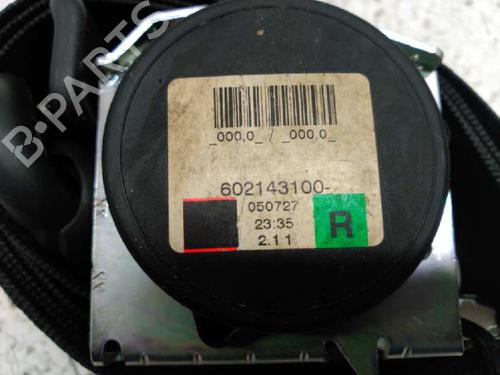 B-PARTS
_000,0_ / _000,0_
602143100-
050727
23:35
2.1 1
R